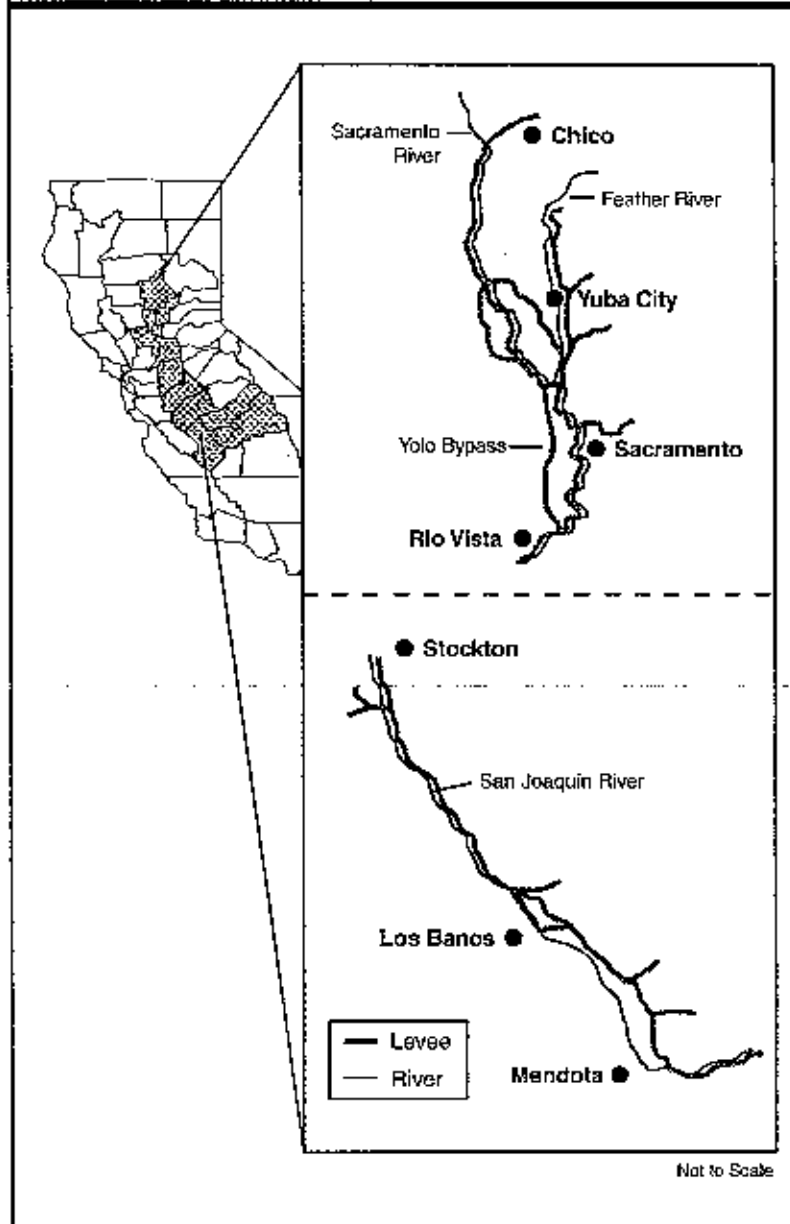 Sacramento
River
Chico
Feather River
Yuba City
Yolo Bypass
Sacramento
Rio Vista
Stockton
San Joaquin River
Los Banos
Levee
River
Mendota
Not to Scale